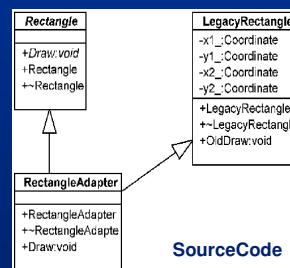 Rectangle
+Draw:void
+Rectangle
+~Rectangle
LegacyRectangle
-x1_:Coordinate
-y1_:Coordinate
-x2_:Coordinate
-y2_:Coordinate
+LegacyRectangle
+~LegacyRectangl
+OldDraw:void
RectangleAdapter
+RectangleAdapter
+~RectangleAdapte
+Draw:void
SourceCode